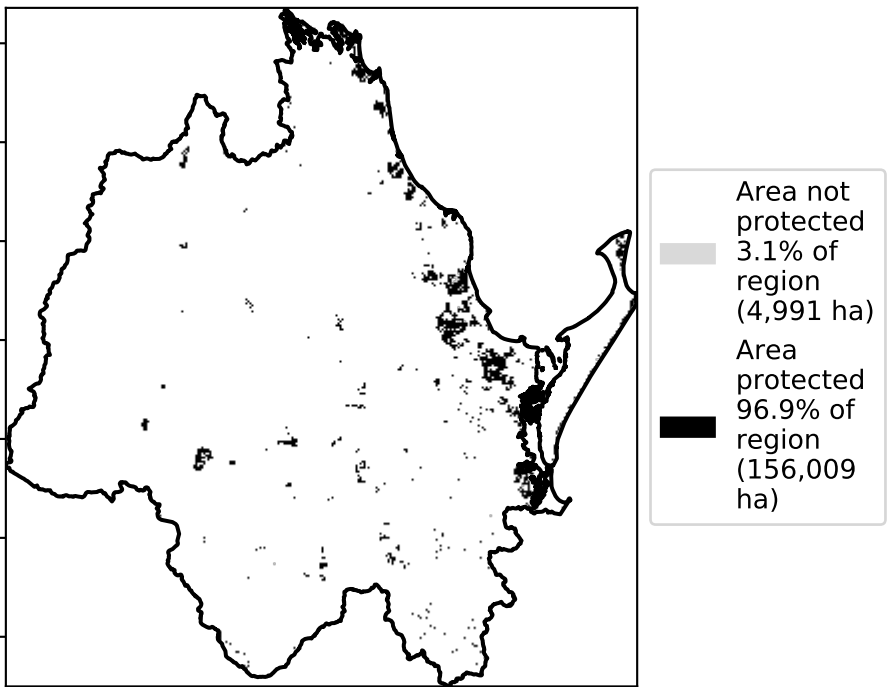 Area not
protected
3.1% of
region
(4,991 ha)
Area
protected
96.9% of
region
(156,009
ha)